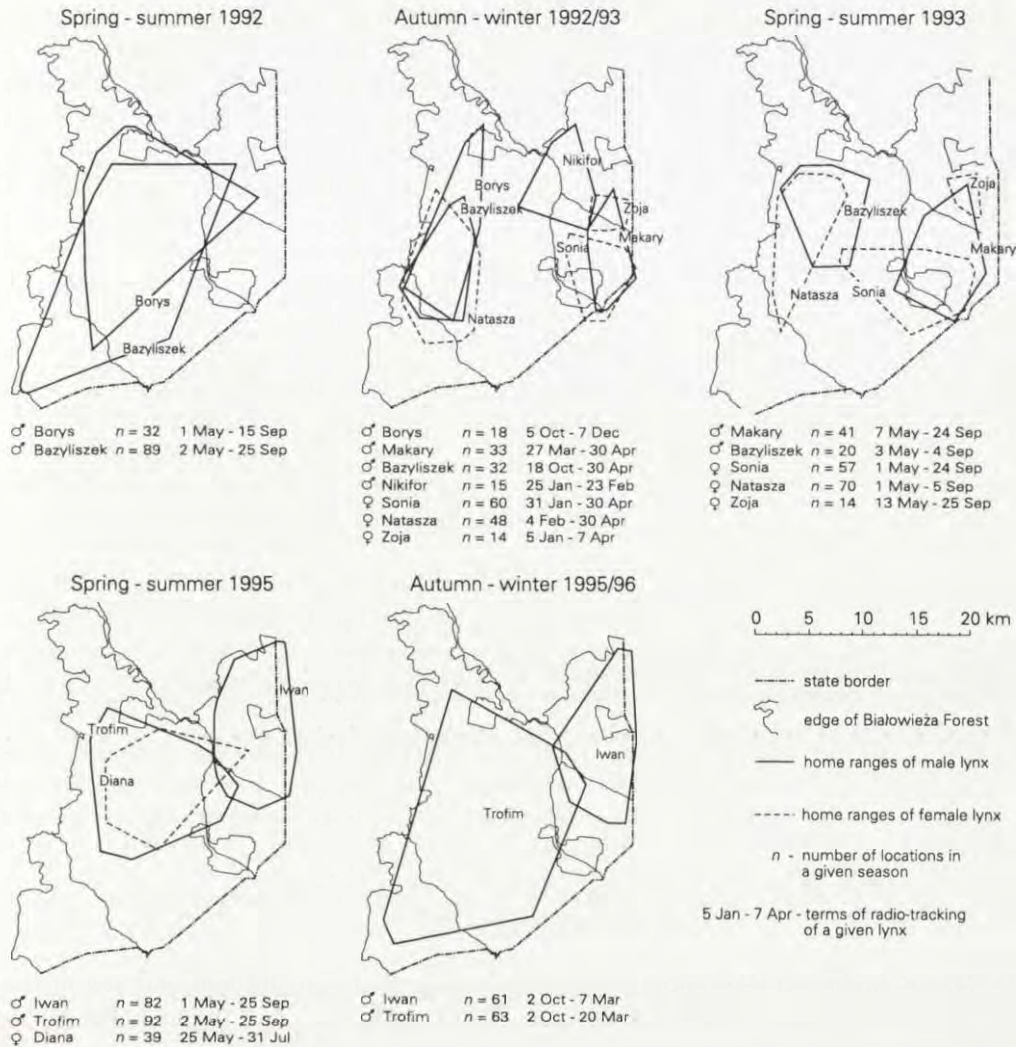 Spring - summer 1992
Borys
Bazyliszek
♂ Borys n = 32 1 May - 15 Sep
♂ Bazyliszek n = 89 2 May - 25 Sep
Autumn - winter 1992/93
Nikifor
Borys
Bazyliszek
Zoja
Sonia
Makary
Natasza
♂ Borys n = 18 5 Oct - 7 Dec
♂ Makary n = 33 27 Mar - 30 Apr
♂ Bazyliszek n = 32 18 Oct - 30 Apr
♂ Nikifor n = 15 25 Jan - 23 Feb
♀ Sonia n = 60 31 Jan - 30 Apr
♀ Natasza n = 48 4 Feb - 30 Apr
♀ Zoja n = 14 5 Jan - 7 Apr
Spring - summer 1993
Zoja
Bazyliszek
Makary
Natasza
Sonia
♂ Makary n = 41 7 May - 24 Sep
♂ Bazyliszek n = 20 3 May - 4 Sep
♀ Sonia n = 57 1 May - 24 Sep
♀ Natasza n = 70 1 May - 5 Sep
♀ Zoja n = 14 13 May - 25 Sep
Spring - summer 1995
Iwan
Trofim
Diana
♂ Iwan n = 82 1 May - 25 Sep
♂ Trofim n = 92 2 May - 25 Sep
♀ Diana n = 39 25 May - 31 Jul
Autumn - winter 1995/96
Iwan
Trofim
♂ Iwan n = 61 2 Oct - 7 Mar
♂ Trofim n = 63 2 Oct - 20 Mar
0 5 10 15 20 km
state border
edge of Białowieża Forest
home ranges of male lynx
home ranges of female lynx
n - number of locations in
a given season
5 Jan - 7 Apr - terms of radio-tracking
of a given lynx